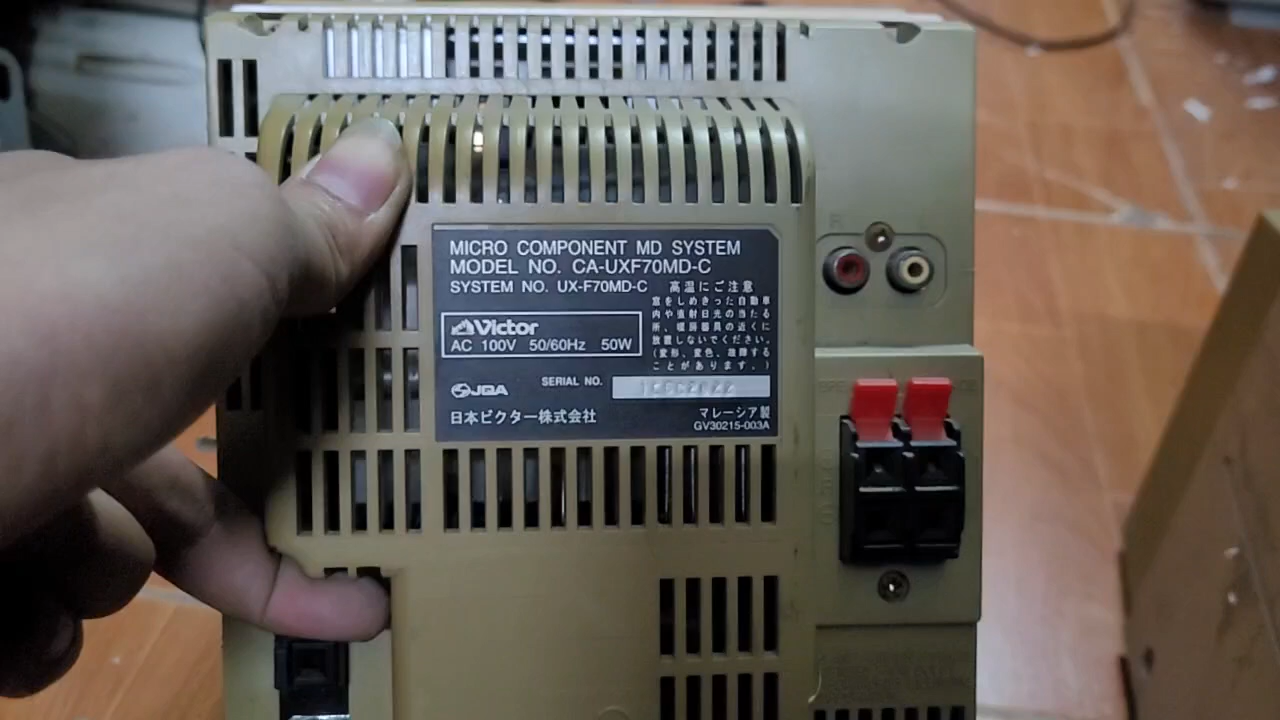 MICRO COMPONENT MD SYSTEM
MODEL NO. CA-UXF70MD-C
SYSTEM NO. UX-F70MD-C
高温にご注意
窓をしめきった自動車
内や直射日光の当たる
所、暖房器具の近くに
放置しないでください。
(変形、変色、故障する
ことがあります。)
Victor
AC 100V 50/60Hz 50W
JQA
SERIAL NO.
日本ビクター株式会社
マレーシア製
GV30215-003A
R